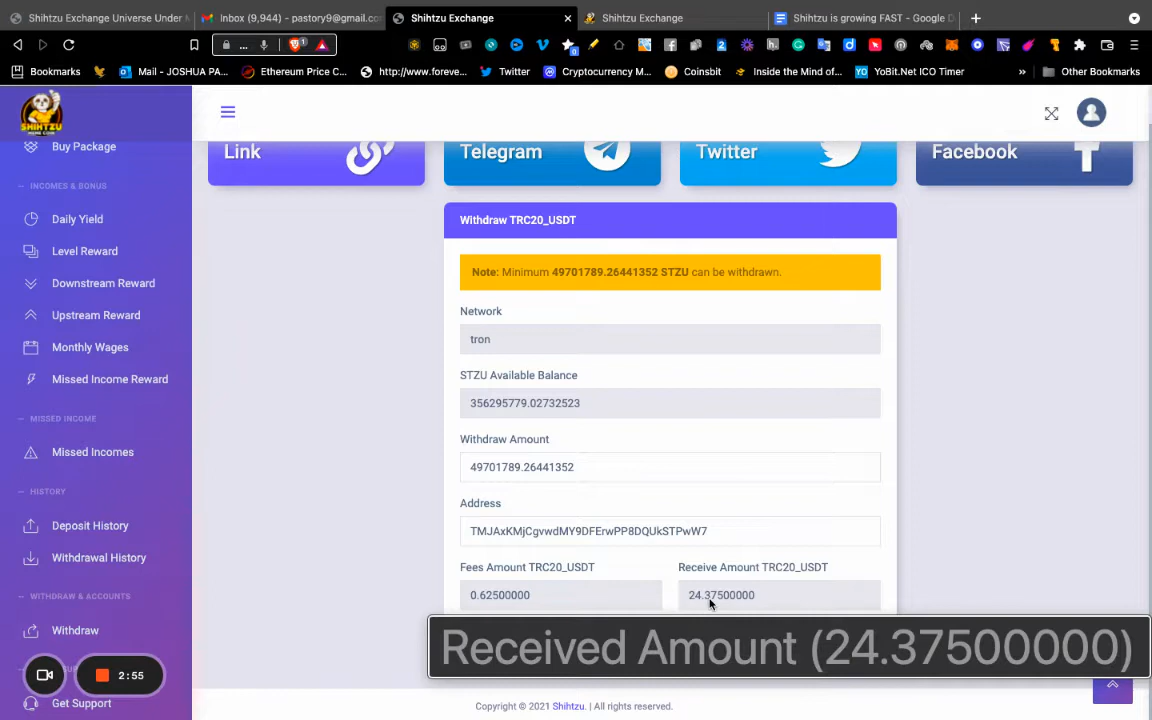 Shihtzu Exchange Universe Under
Inbox (9,944) - pastory9@gmail.co
Shihtzu Exchange
Shihtzu Exchange
Shihtzu is growing FAST - Google D
Bookmarks
Mail - JOSHUA PA...
Ethereum Price C...
http://www.foreve...
Twitter
Cryptocurrency M...
Coinsbit
Inside the Mind of...
YoBit.Net ICO Timer
Other Bookmarks
SHIHTZU
Buy Package
INCOMES & BONUS
Daily Yield
Level Reward
Downstream Reward
Upstream Reward
Monthly Wages
Missed Income Reward
MISSED INCOME
Missed Incomes
HISTORY
Deposit History
Withdrawal History
WITHDRAW & ACCOUNTS
Withdraw
2:55
Get Support
Link
Telegram
Twitter
Facebook
Withdraw TRC20_USDT
Note: Minimum 49701789.26441352 STZU can be withdrawn.
Network
tron
STZU Available Balance
356295779.02732523
Withdraw Amount
49701789.26441352
Address
TMJAxKMjCgvwdMY9DFErwPP8DQUkSTPwW7
Fees Amount TRC20_USDT
Receive Amount TRC20_USDT
0.62500000
24.37500000
Received Amount (24.37500000)
Copyright © 2021 Shihtzu. | All rights reserved.